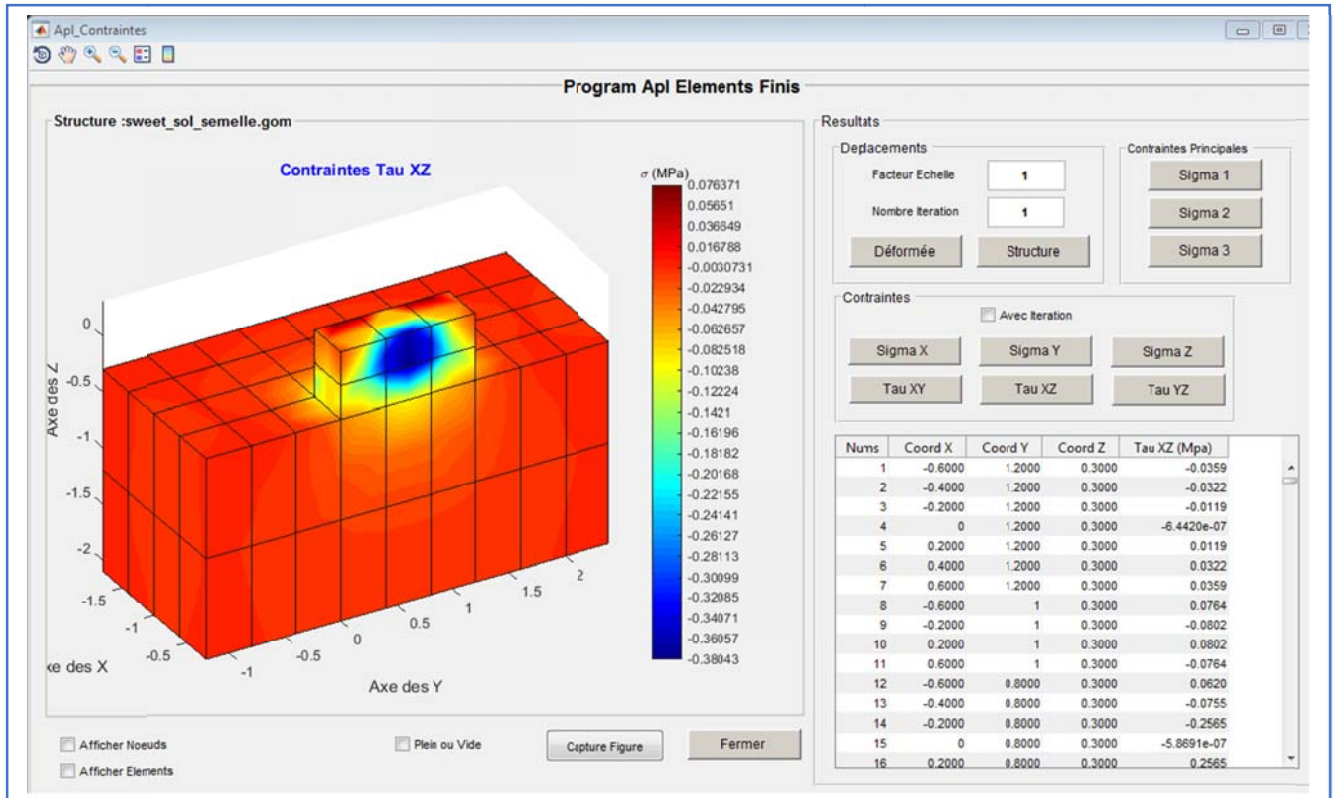 Apl_Contraintes
Program Apl Elements Finis
Structure :sweet_sol_semelle.gom
Contraintes Tau XZ
σ (MPa)
0.076371
0.05651
0.036649
0.016788
-0.0030731
-0.022934
-0.042795
-0.062657
-0.082518
-0.10238
-0.12224
-0.1421
-0.16196
-0.18182
-0.20168
-0.22155
-0.24141
-0.26127
-0.28113
-0.30099
-0.32085
-0.34071
-0.36057
-0.38043
0
-0.5
-1
-1.5
-2
Axe des Z
-1.5
-1
-0.5
xe des X
-1
-0.5
0
0.5
1
1.5
2
Axe des Y
Afficher Noeuds
Afficher Elements
Plein ou Vide
Capture Figure
Fermer
Resultats
Deplacements
Facteur Echelle 1
Nombre Iteration 1
Déformée Structure
Contraintes Principales
Sigma 1
Sigma 2
Sigma 3
Contraintes
Avec Iteration
Sigma X Sigma Y Sigma Z
Tau XY Tau XZ Tau YZ
Nums Coord X Coord Y Coord Z Tau XZ (Mpa)
1 -0.6000 1.2000 0.3000 -0.0359
2 -0.4000 1.2000 0.3000 -0.0322
3 -0.2000 1.2000 0.3000 -0.0119
4 0 1.2000 0.3000 -6.4420e-07
5 0.2000 1.2000 0.3000 0.0119
6 0.4000 1.2000 0.3000 0.0322
7 0.6000 1.2000 0.3000 0.0359
8 -0.6000 1 0.3000 0.0764
9 -0.2000 1 0.3000 -0.0802
10 0.2000 1 0.3000 0.0802
11 0.6000 1 0.3000 -0.0764
12 -0.6000 0.8000 0.3000 0.0620
13 -0.4000 0.8000 0.3000 -0.0755
14 -0.2000 0.8000 0.3000 -0.2565
15 0 0.8000 0.3000 -5.8691e-07
16 0.2000 0.8000 0.3000 0.2565